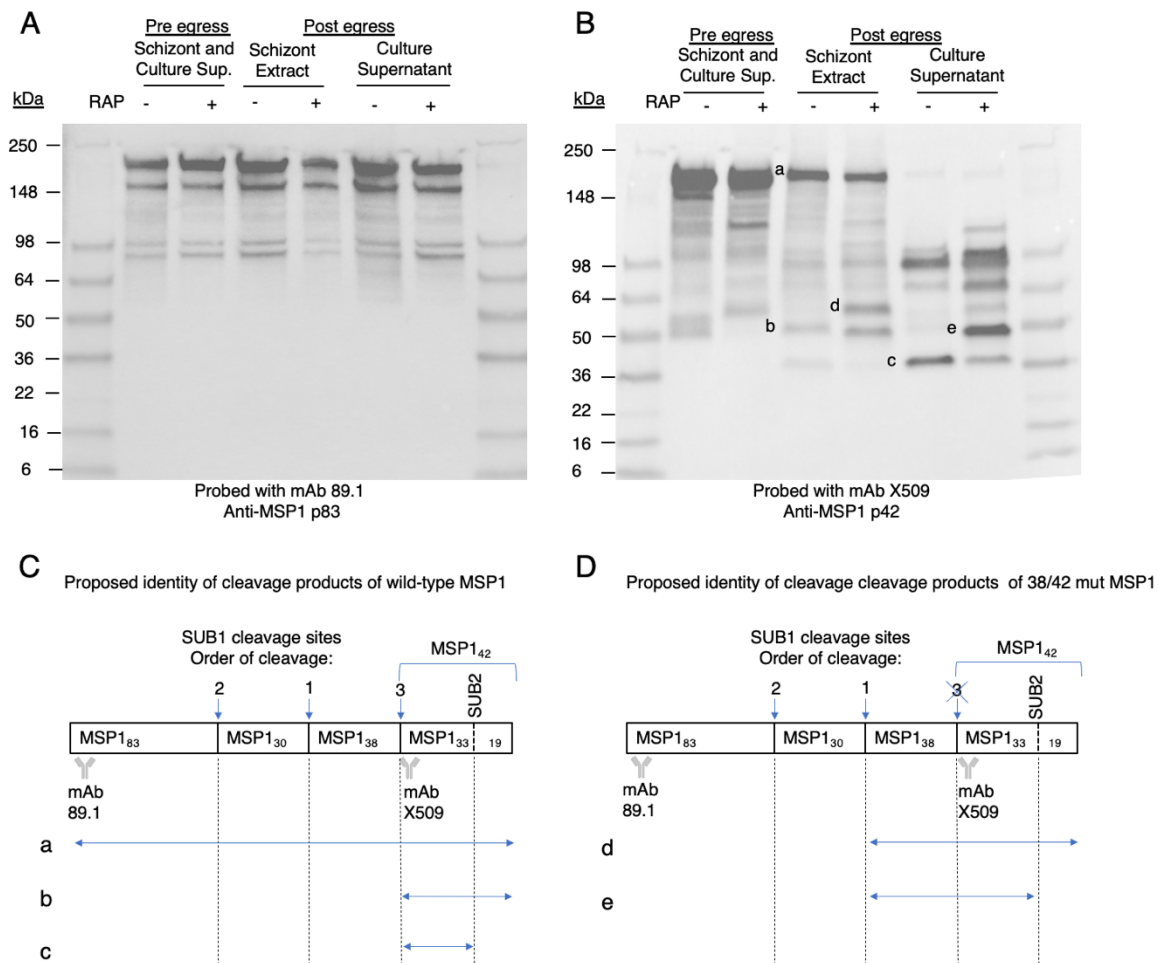 A
Pre egress
Schizont and
Culture Sup.
Post egress
Schizont
Extract
Culture
Supernatant
kDa
RAP - + - + - +
250
148
98
64
50
36
22
16
6
Probed with mAb 89.1
Anti-MSP1 p83
B
Pre egress
Schizont and
Culture Sup.
Post egress
Schizont
Extract
Culture
Supernatant
kDa
RAP - + - + - +
250
148
98
64
50
36
22
16
6
a
b
d
c
e
Probed with mAb X509
Anti-MSP1 p42
C
Proposed identity of cleavage products of wild-type MSP1
SUB1 cleavage sites
Order of cleavage:
MSP1₄₂
2 1 3 SUB2
MSP1₈₃ MSP1₃₀ MSP1₃₈ MSP1₃₃ ₁₉
mAb
89.1
mAb
X509
a
b
c
D
Proposed identity of cleavage cleavage products of 38/42 mut MSP1
SUB1 cleavage sites
Order of cleavage:
MSP1₄₂
2 1 3 SUB2
MSP1₈₃ MSP1₃₀ MSP1₃₈ MSP1₃₃ ₁₉
mAb
89.1
mAb
X509
d
e